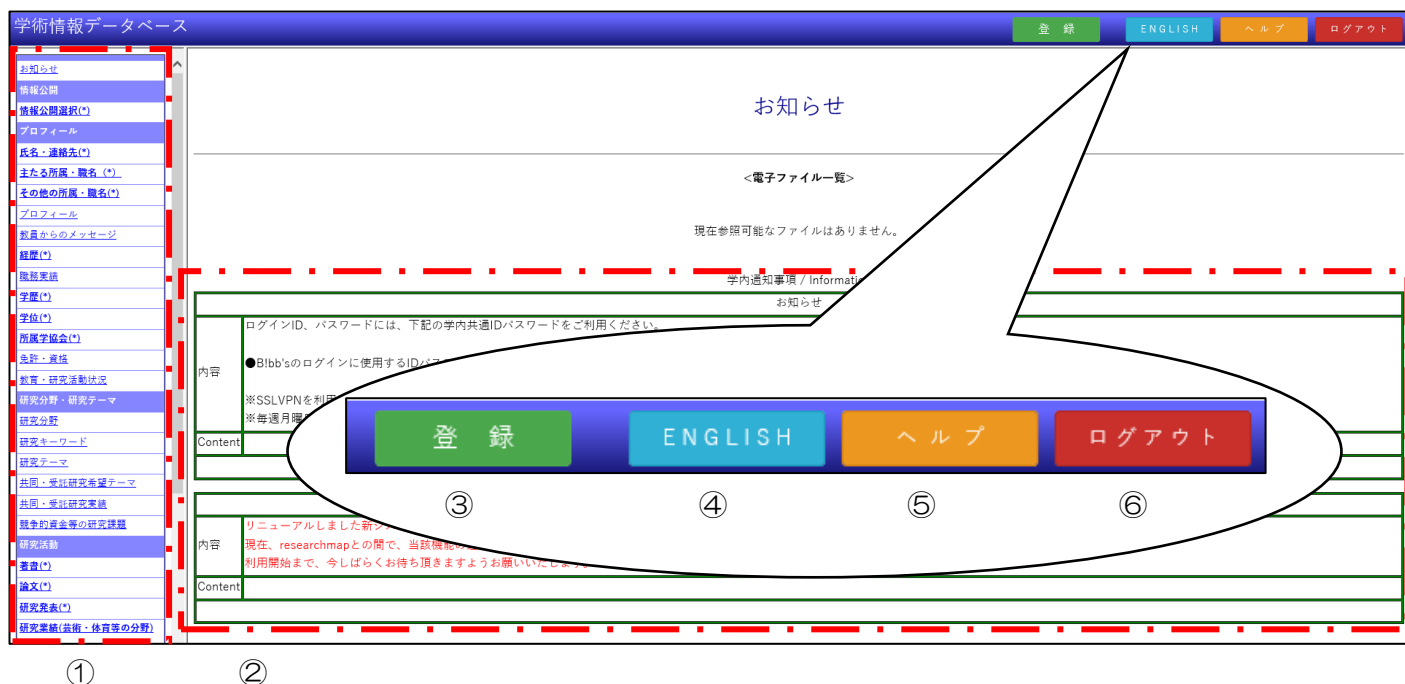 学術情報データベース
登 録
ENGLISH
ヘルプ
ログアウト
お知らせ
情報公開
情報公開選択(*)
プロフィール
氏名・連絡先(*)
主たる所属・職名 (*)
その他の所属・職名(*)
プロフィール
教員からのメッセージ
経歴(*)
職務実績
学歴(*)
学位(*)
所属学協会(*)
免許・資格
教育・研究活動状況
研究分野・研究テーマ
研究分野
研究キーワード
研究テーマ
共同・受託研究希望テーマ
共同・受託研究実績
競争的資金等の研究課題
研究活動
著書(*)
論文(*)
研究発表(*)
研究業績(芸術・体育等の分野)
お知らせ
<電子ファイル一覧>
現在参照可能なファイルはありません。
学内通知事項 / Informati
お知らせ
内容
ログインID、パスワードには、下記の学内共通IDパスワードをご利用ください。
●B!bb'sのログインに使用するIDパス
※SSLVPNを利用
※毎週月曜
Content
内容
リニューアルしました新シス
現在、researchmapとの間で、当該機能の
利用開始まで、今しばらくお待ち頂きますようお願いいたします
Content
登 録
ENGLISH
ヘルプ
ログアウト
③
④
⑤
⑥
①
②